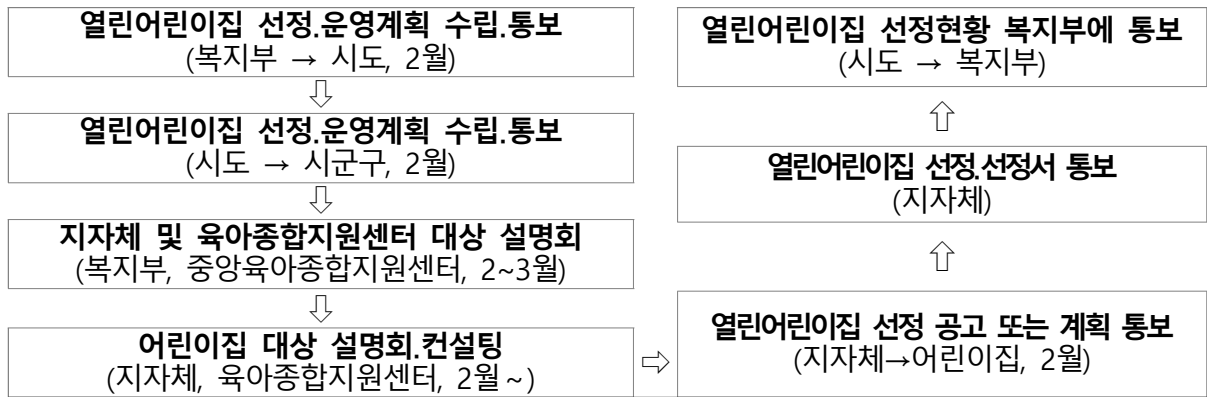 열린어린이집 선정.운영계획 수립.통보
(복지부 → 시도, 2월)
⇩
열린어린이집 선정.운영계획 수립.통보
(시도 → 시군구, 2월)
⇩
지자체 및 육아종합지원센터 대상 설명회
(복지부, 중앙육아종합지원센터, 2~3월)
⇩
어린이집 대상 설명회.컨설팅
(지자체, 육아종합지원센터, 2월~)
⇨
열린어린이집 선정 공고 또는 계획 통보
(지자체→어린이집, 2월)
⇧
열린어린이집 선정.선정서 통보
(지자체)
⇧
열린어린이집 선정현황 복지부에 통보
(시도 → 복지부)